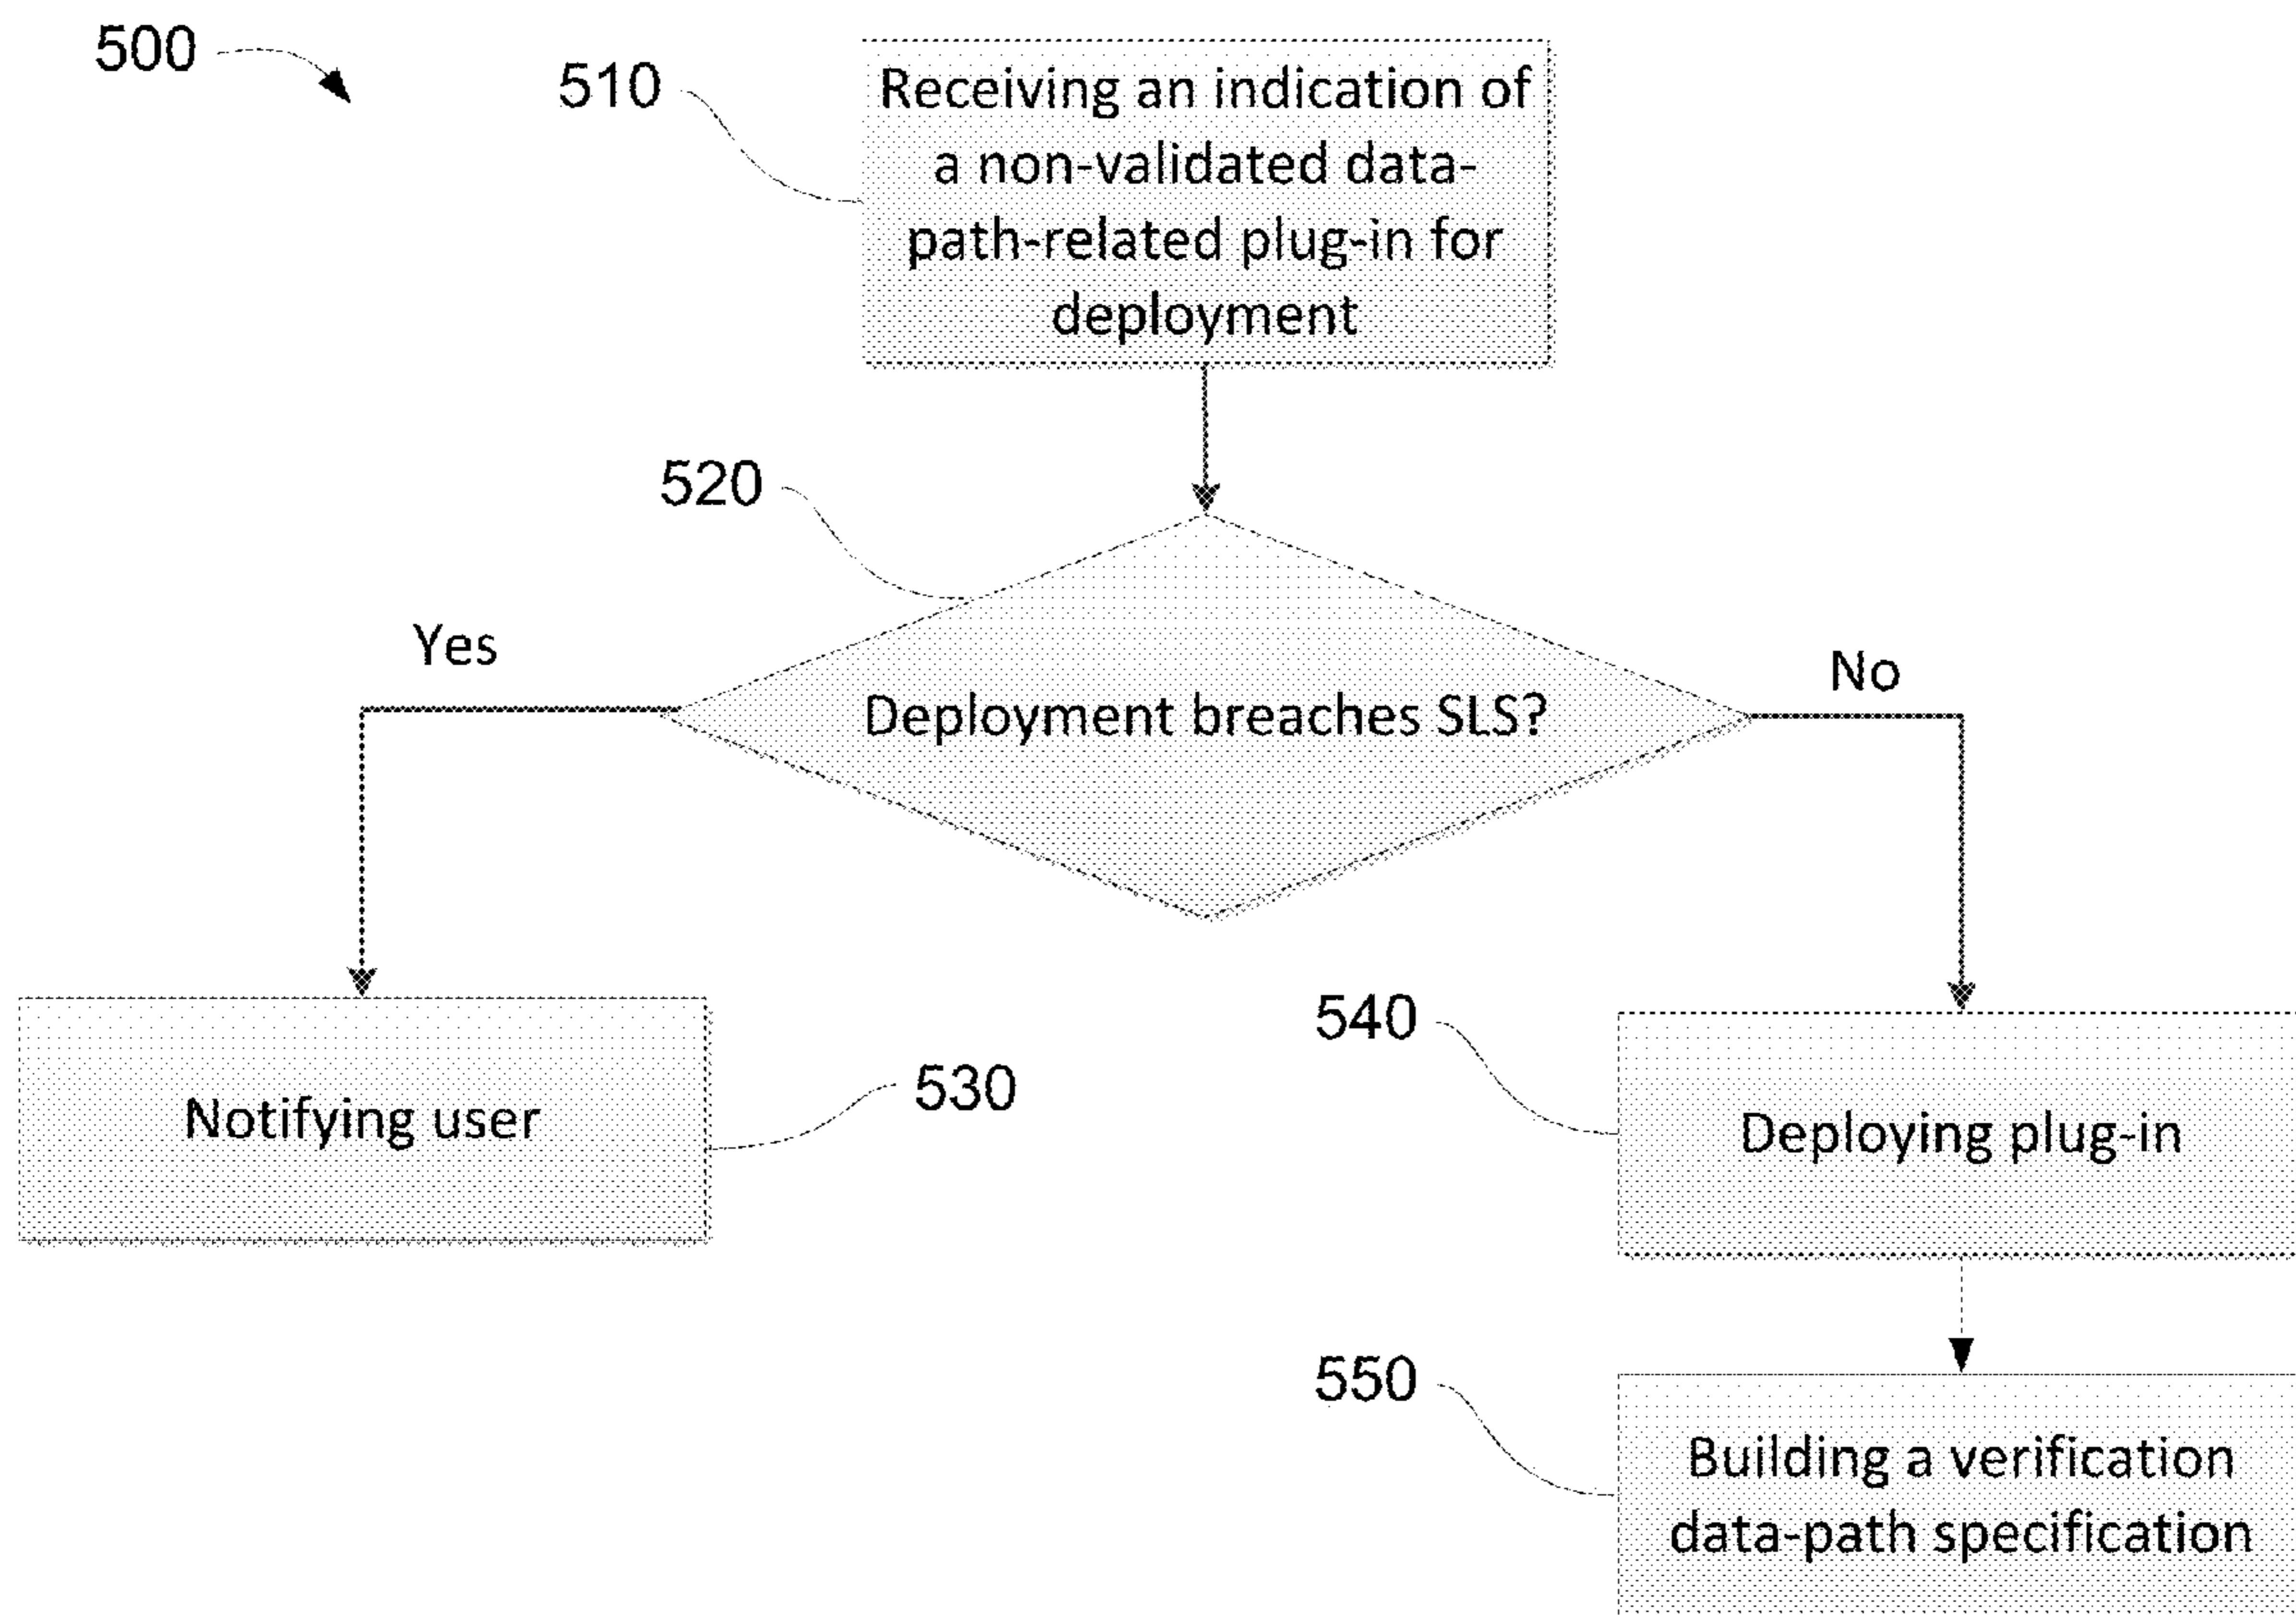 500
510
Receiving an indication of
a non-validated data-
path-related plug-in for
deployment
520
Yes
No
Deployment breaches SLS?
540
530
Notifying user
Deploying plug-in
550
Building a verification
data-path specification